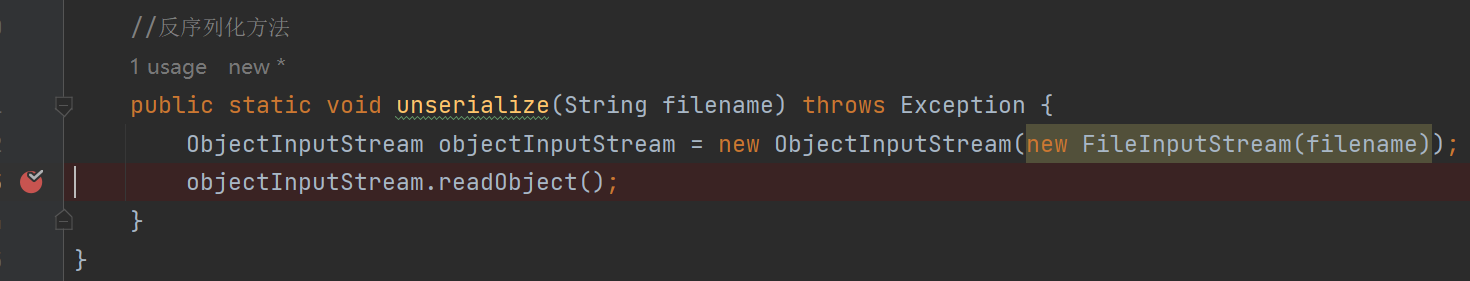 //反序列化方法
1 usage new *
public static void unserialize(String filename) throws Exception {
ObjectInputStream objectInputStream = new ObjectInputStream(new FileInputStream(filename));
objectInputStream.readObject();
}
}